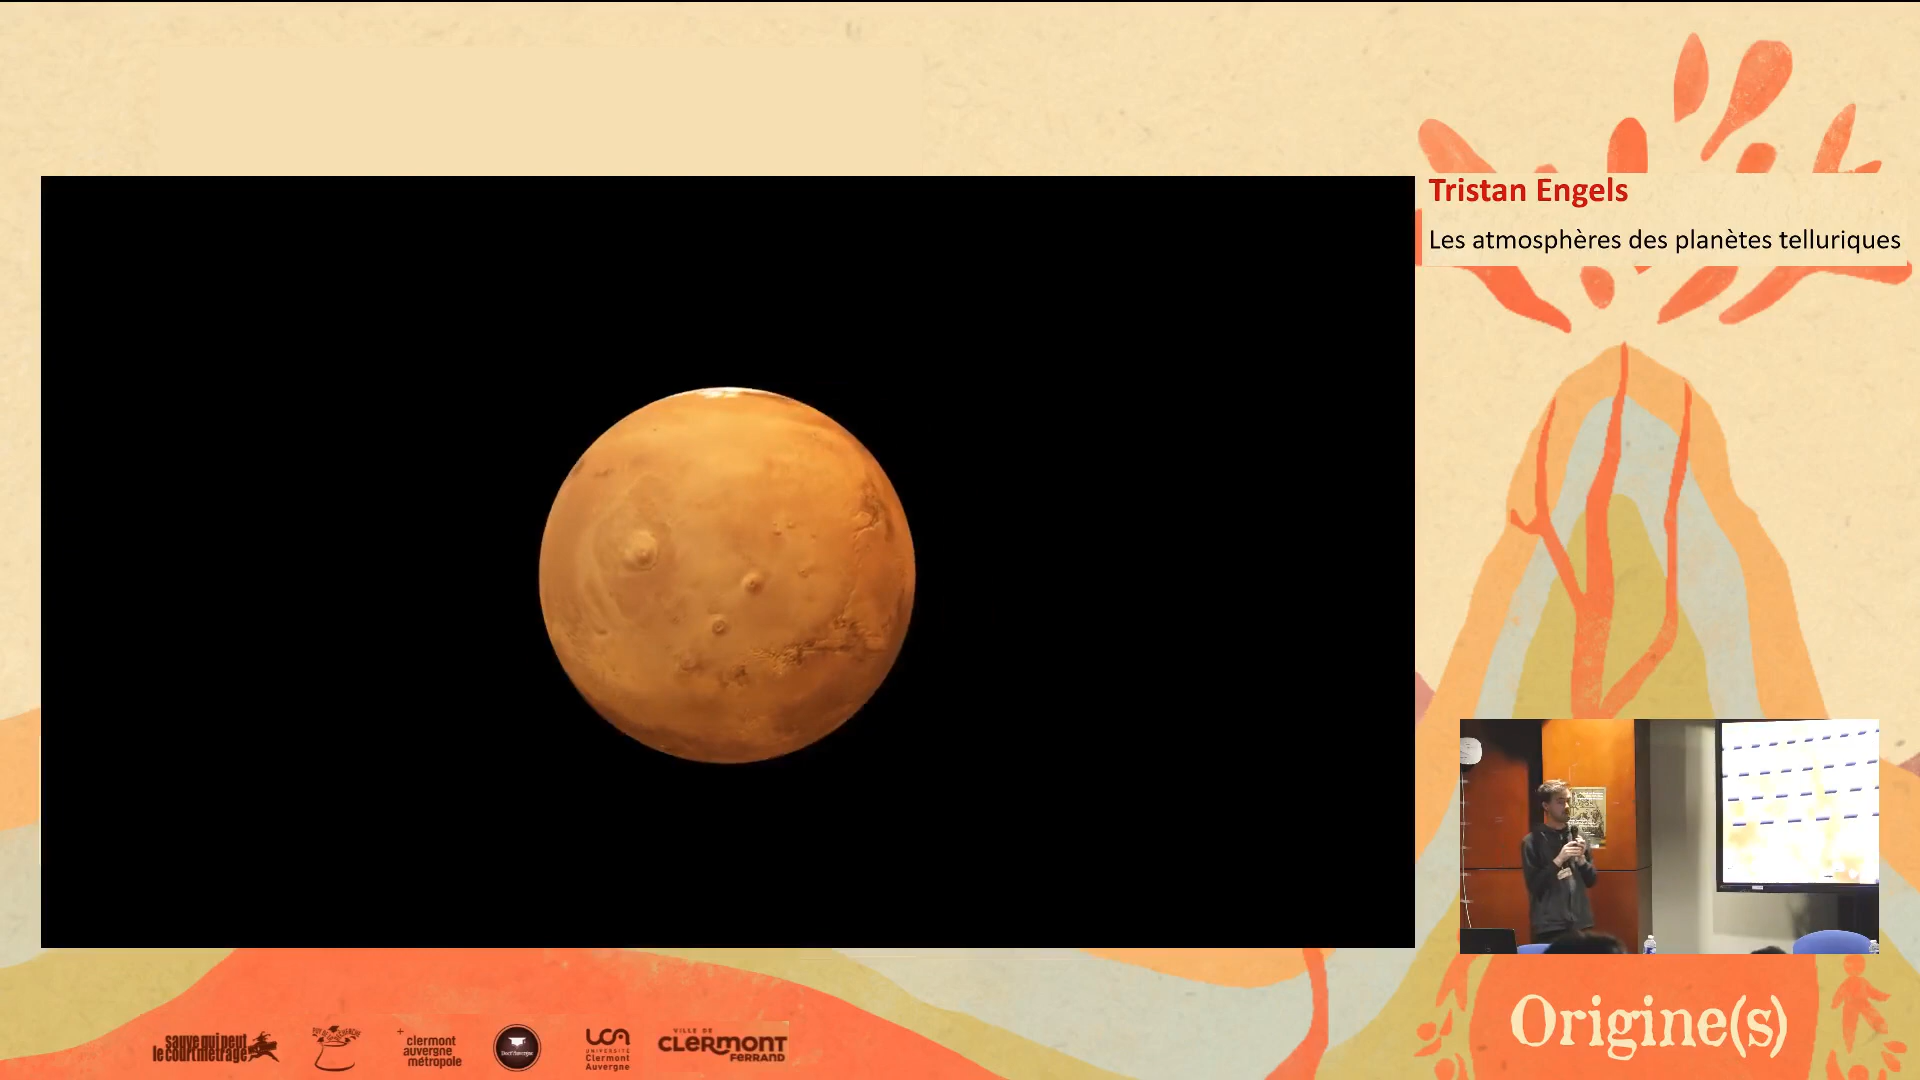 Tristan Engels
Les atmosphères des planètes telluriques
Origine(s)
sauve qui peut
le court métrage
clermont
auvergne
métropole
UCA
UNIVERSITÉ
Clermont
Auvergne
VILLE DE
CLERMONT
FERRAND